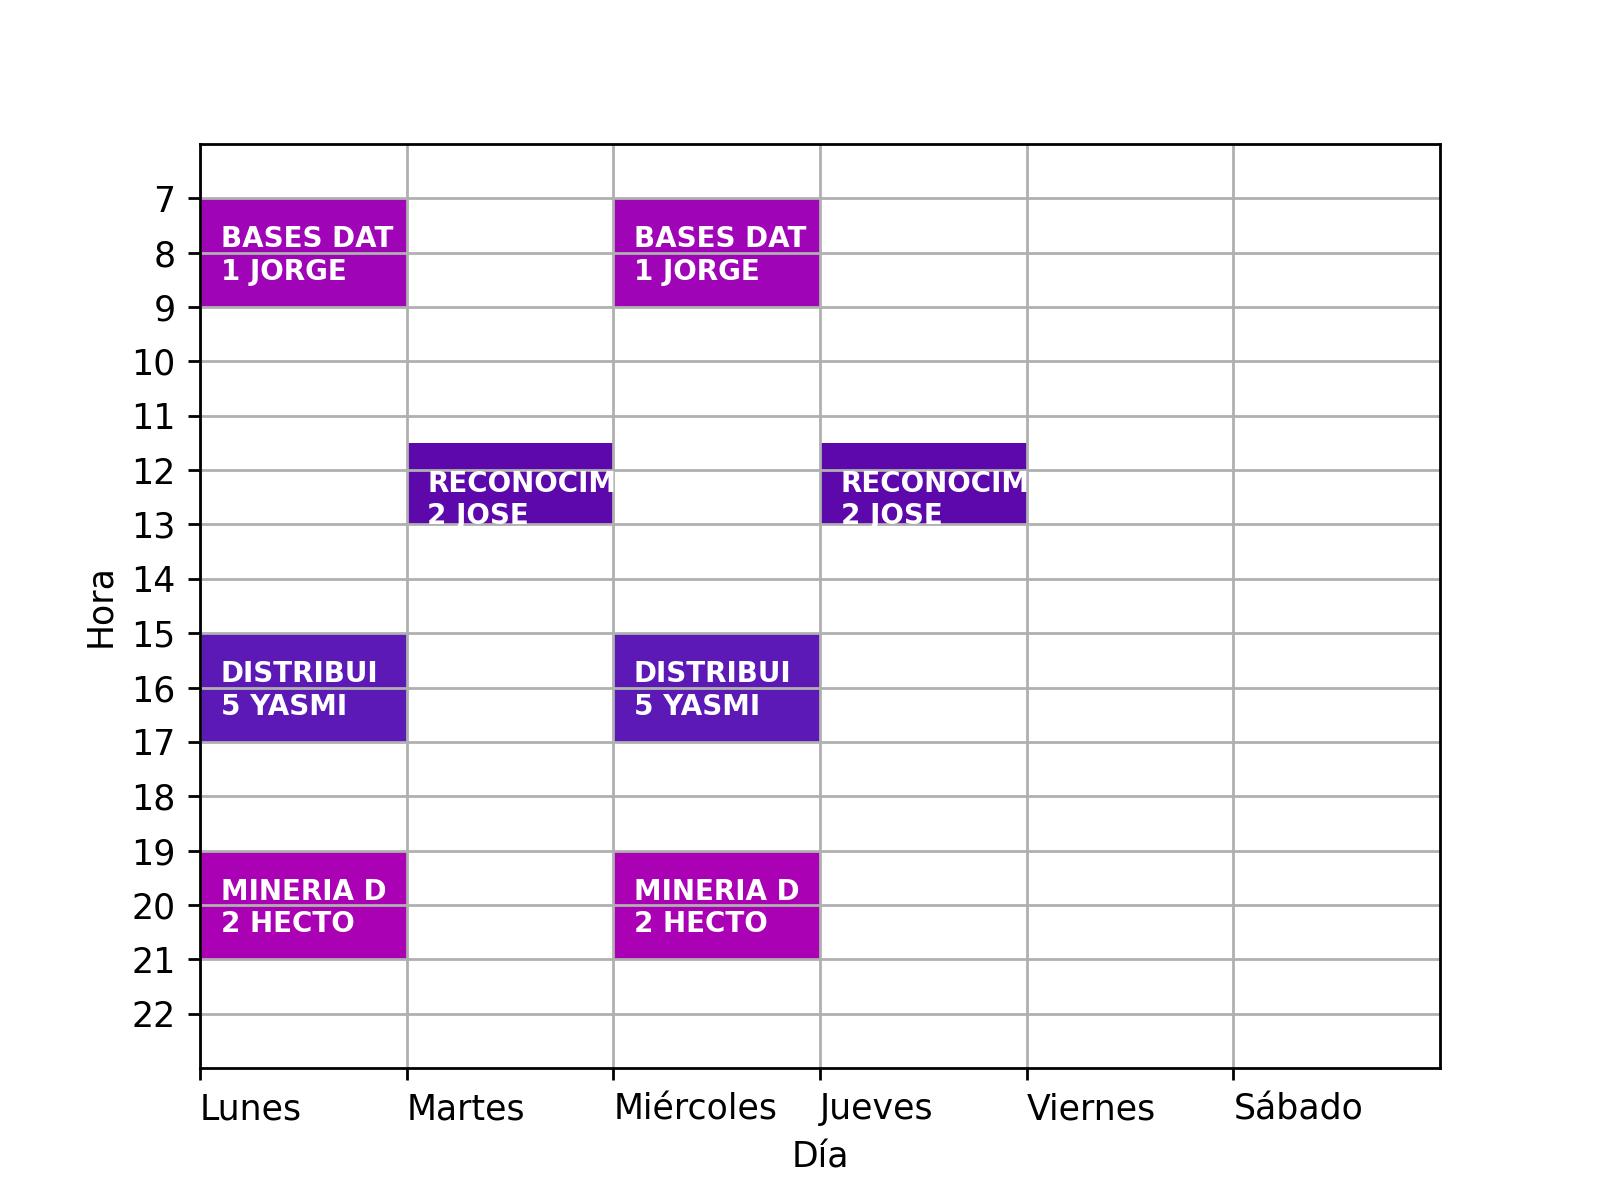 7
8
9
10
11
12
13
14
15
16
17
18
19
20
21
22
Hora
BASES DAT
1 JORGE
BASES DAT
1 JORGE
RECONOCIM
2 JOSE
RECONOCIM
2 JOSE
DISTRIBUI
5 YASMI
DISTRIBUI
5 YASMI
MINERIA D
2 HECTO
MINERIA D
2 HECTO
Lunes Martes Miércoles Jueves Viernes Sábado
Día